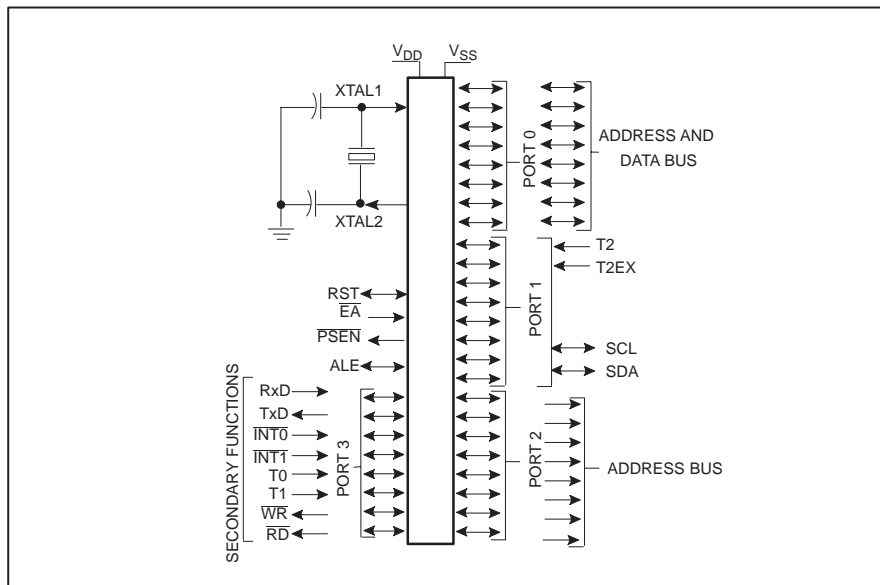 VDD
VSS
XTAL1
XTAL2
PORT 0
ADDRESS AND
DATA BUS
T2
T2EX
PORT 1
SCL
SDA
RST
EA
PSEN
ALE
SECONDARY FUNCTIONS
RxD
TxD
INT0
INT1
T0
T1
WR
RD
PORT 3
PORT 2
ADDRESS BUS